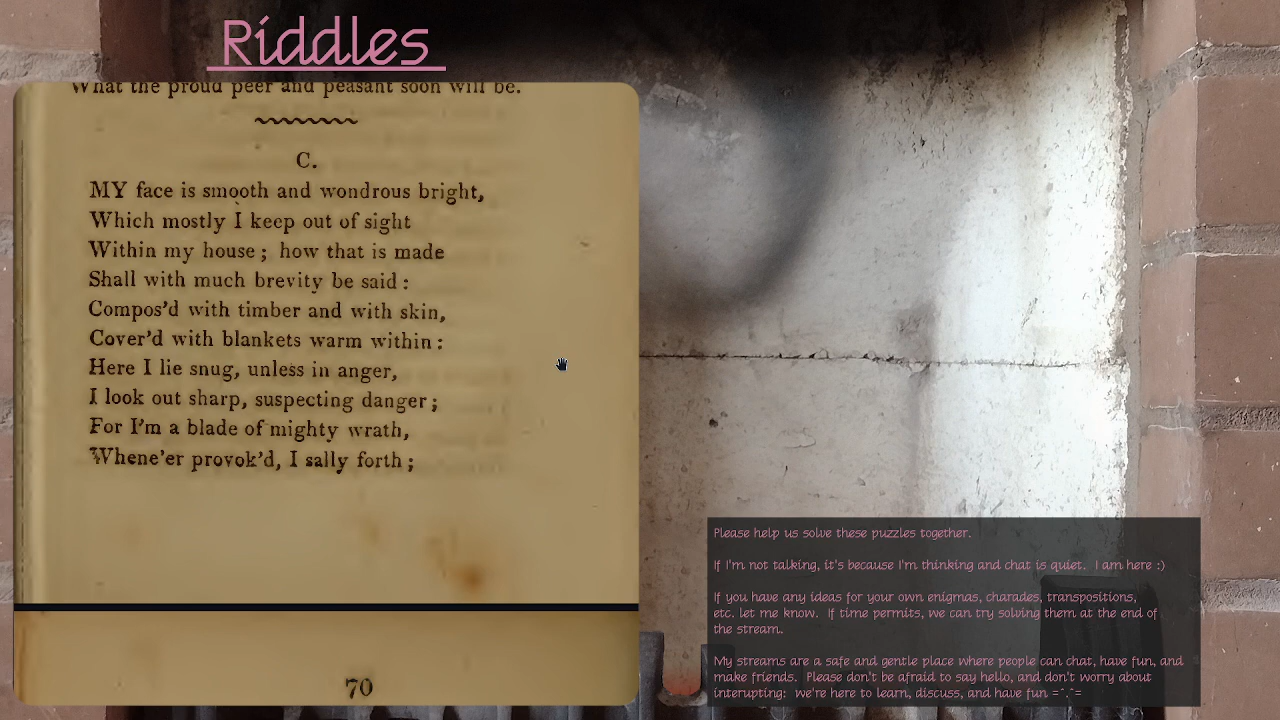 Riddles
What the proud peer and peasant soon will be.
C.
MY face is smooth and wondrous bright,
Which mostly I keep out of sight
Within my house; how that is made
Shall with much brevity be said:
Compos'd with timber and with skin,
Cover'd with blankets warm within:
Here I lie snug, unless in anger,
I look out sharp, suspecting danger;
For I'm a blade of mighty wrath,
Whene'er provok'd, I sally forth;
70
Please help us solve these puzzles together.
If I'm not talking, it's because I'm thinking and chat is quiet.  I am here :)
If you have any ideas for your own enigmas, charades, transpositions,
etc. let me know.  If time permits, we can try solving them at the end of
the stream.
My streams are a safe and gentle place where people can chat, have fun, and
make friends.  Please don't be afraid to say hello, and don't worry about
interupting:  we're here to learn, discuss, and have fun =^.^=